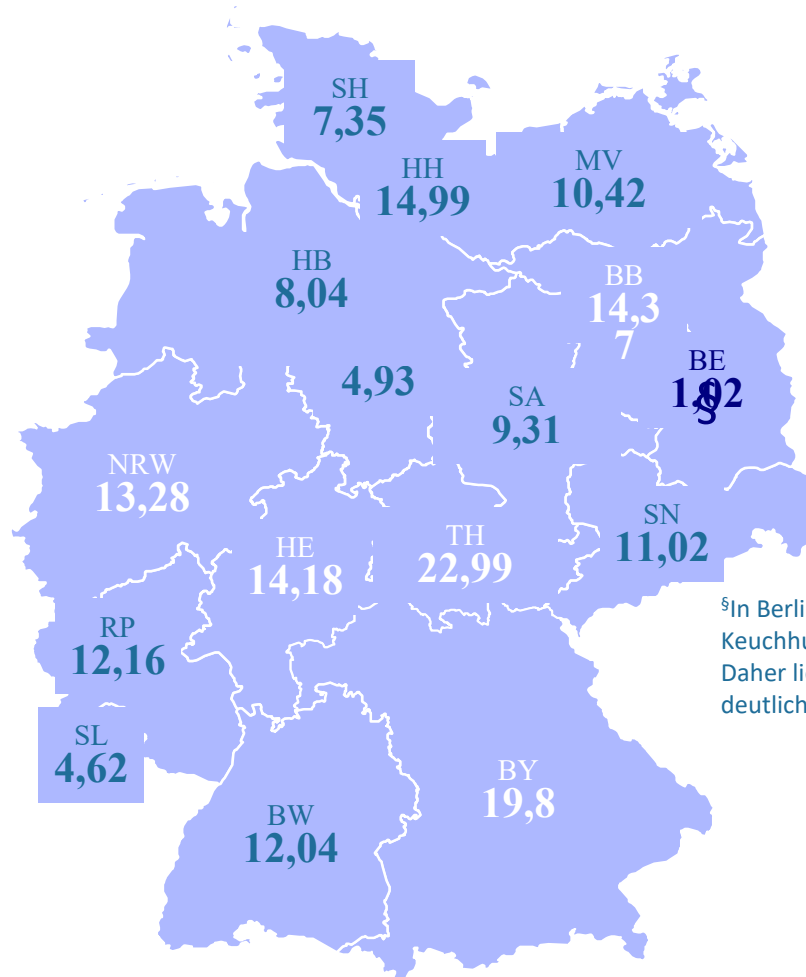 SH
7,35
HH
14,99
MV
10,42
HB
8,04
BB
14,3
7
4,93
BE
1,02
§
SA
9,31
NRW
13,28
SN
11,02
HE
14,18
TH
22,99
§In Berli
Keuchhu
Daher li
deutlich
RP
12,16
SL
4,62
BY
19,8
BW
12,04